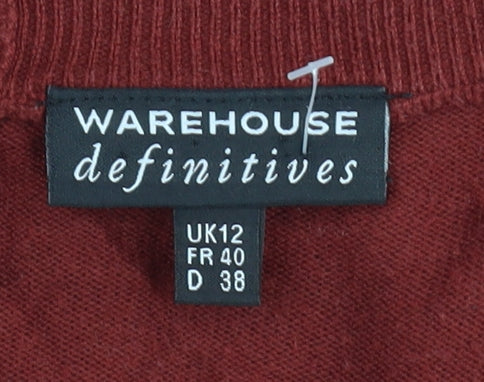 WAREHOUSE
definitives
UK12
FR 40
D 38